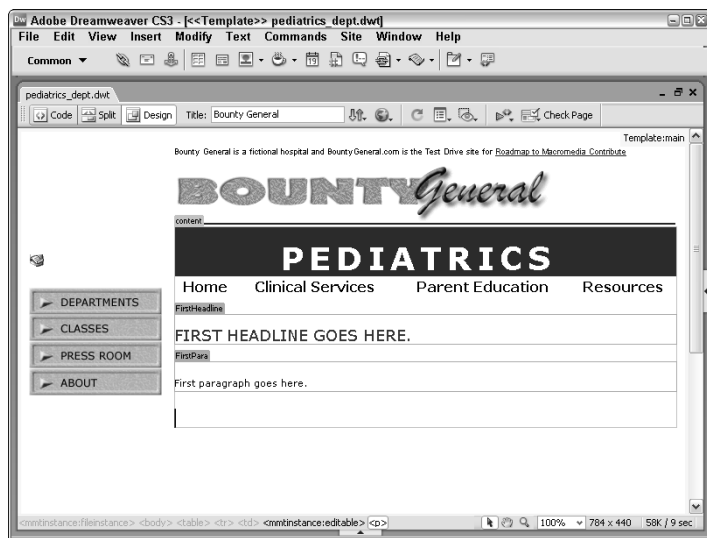 Dw Adobe Dreamweaver CS3 - [<<Template>> pediatrics_dept.dwt]
File Edit View Insert Modify Text Commands Site Window Help
Common
19
pediatrics_dept.dwt
Code Split Design Title: Bounty General Check Page
Template:main
Bounty General is a fictional hospital and BountyGeneral.com is the Test Drive site for Roadmap to Macromedia Contribute
BOUNTY General
content
PEDIATRICS
Home Clinical Services Parent Education Resources
DEPARTMENTS
CLASSES
PRESS ROOM
ABOUT
FirstHeadline
FIRST HEADLINE GOES HERE.
FirstPara
First paragraph goes here.
<mmtinstance:fileinstance> <body> <table> <tr> <td> <mmtinstance:editable> <p> 100% 784 x 440 58K / 9 sec